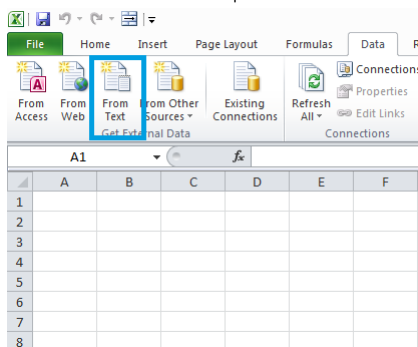 File Home Insert Page Layout Formulas Data
From Access
From Web
From Text
From Other Sources
Existing Connections
Refresh All
Connections
Properties
Edit Links
Get External Data
Connections
A1 fx
A B C D E F
1
2
3
4
5
6
7
8